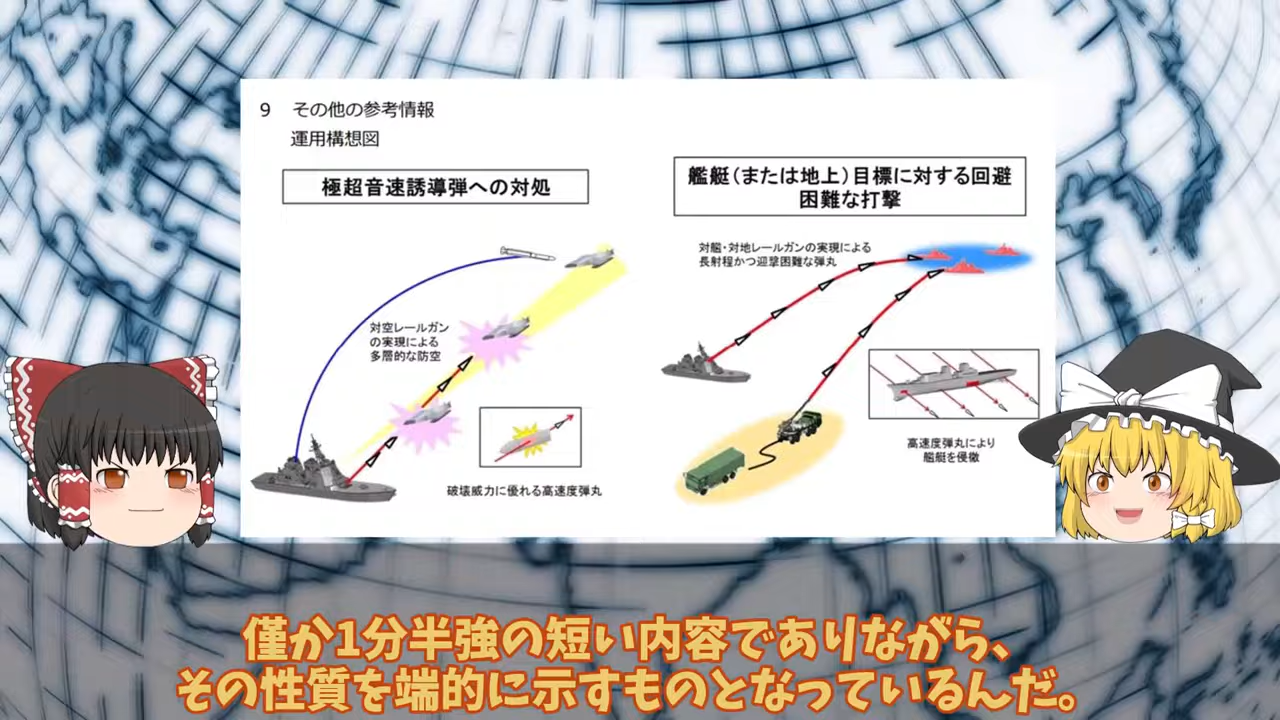 9 その他の参考情報
運用構想図
極超音速誘導弾への対処
対空レールガン
の実現による
多層的な防空
破壊威力に優れる高速度弾丸
艦艇(または地上)目標に対する回避
困難な打撃
対艦・対地レールガンの実現による
長射程かつ迎撃困難な弾丸
高速度弾丸により
艦艇を侵徹
僅か1分半強の短い内容でありながら、
その性質を端的に示すものとなっているんだ。